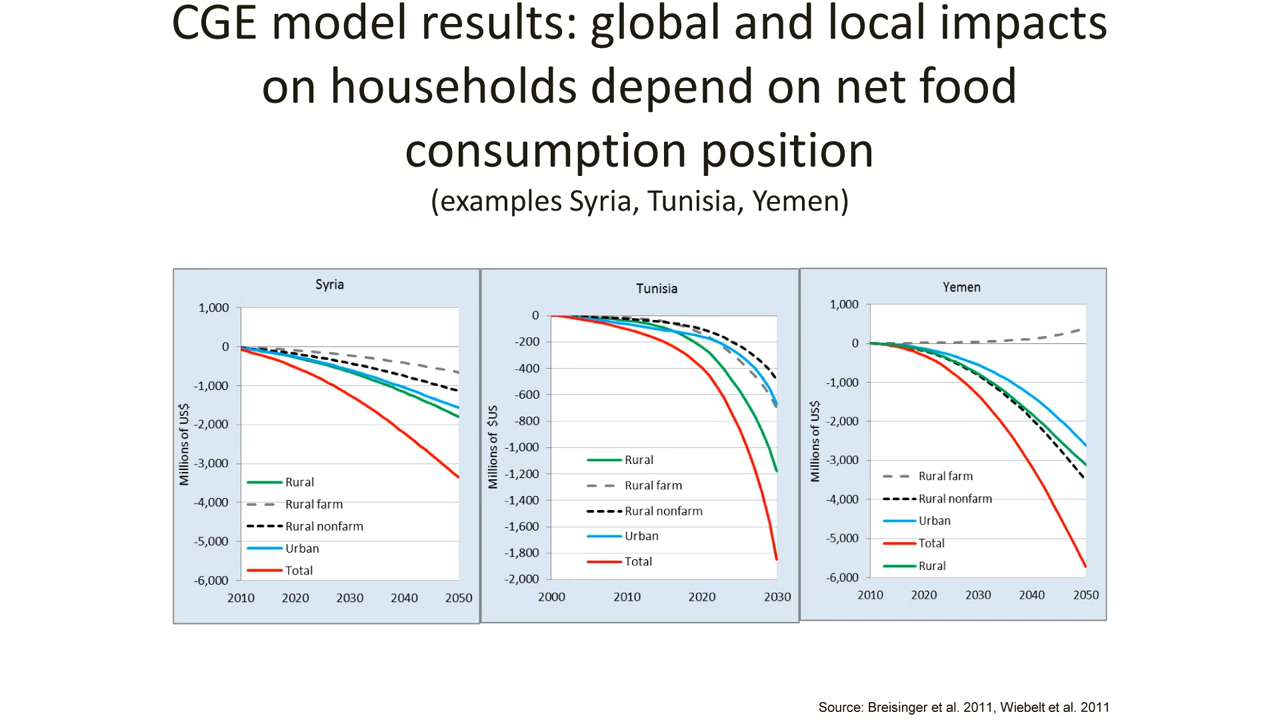 CGE model results: global and local impacts
on households depend on net food
consumption position
(examples Syria, Tunisia, Yemen)
Syria
1,000
0
-1,000
-2,000
-3,000
-4,000
-5,000
-6,000
Millions of US$
Rural
Rural farm
Rural nonfarm
Urban
Total
2010 2020 2030 2040 2050
Tunisia
0
-200
-400
-600
-800
-1,000
-1,200
-1,400
-1,600
-1,800
-2,000
Millions of $US
Rural
Rural farm
Rural nonfarm
Urban
Total
2000 2010 2020 2030
Yemen
1,000
0
-1,000
-2,000
-3,000
-4,000
-5,000
-6,000
Millions of US$
Rural farm
Rural nonfarm
Urban
Total
Rural
2010 2020 2030 2040 2050
Source: Breisinger et al. 2011, Wiebelt et al. 2011